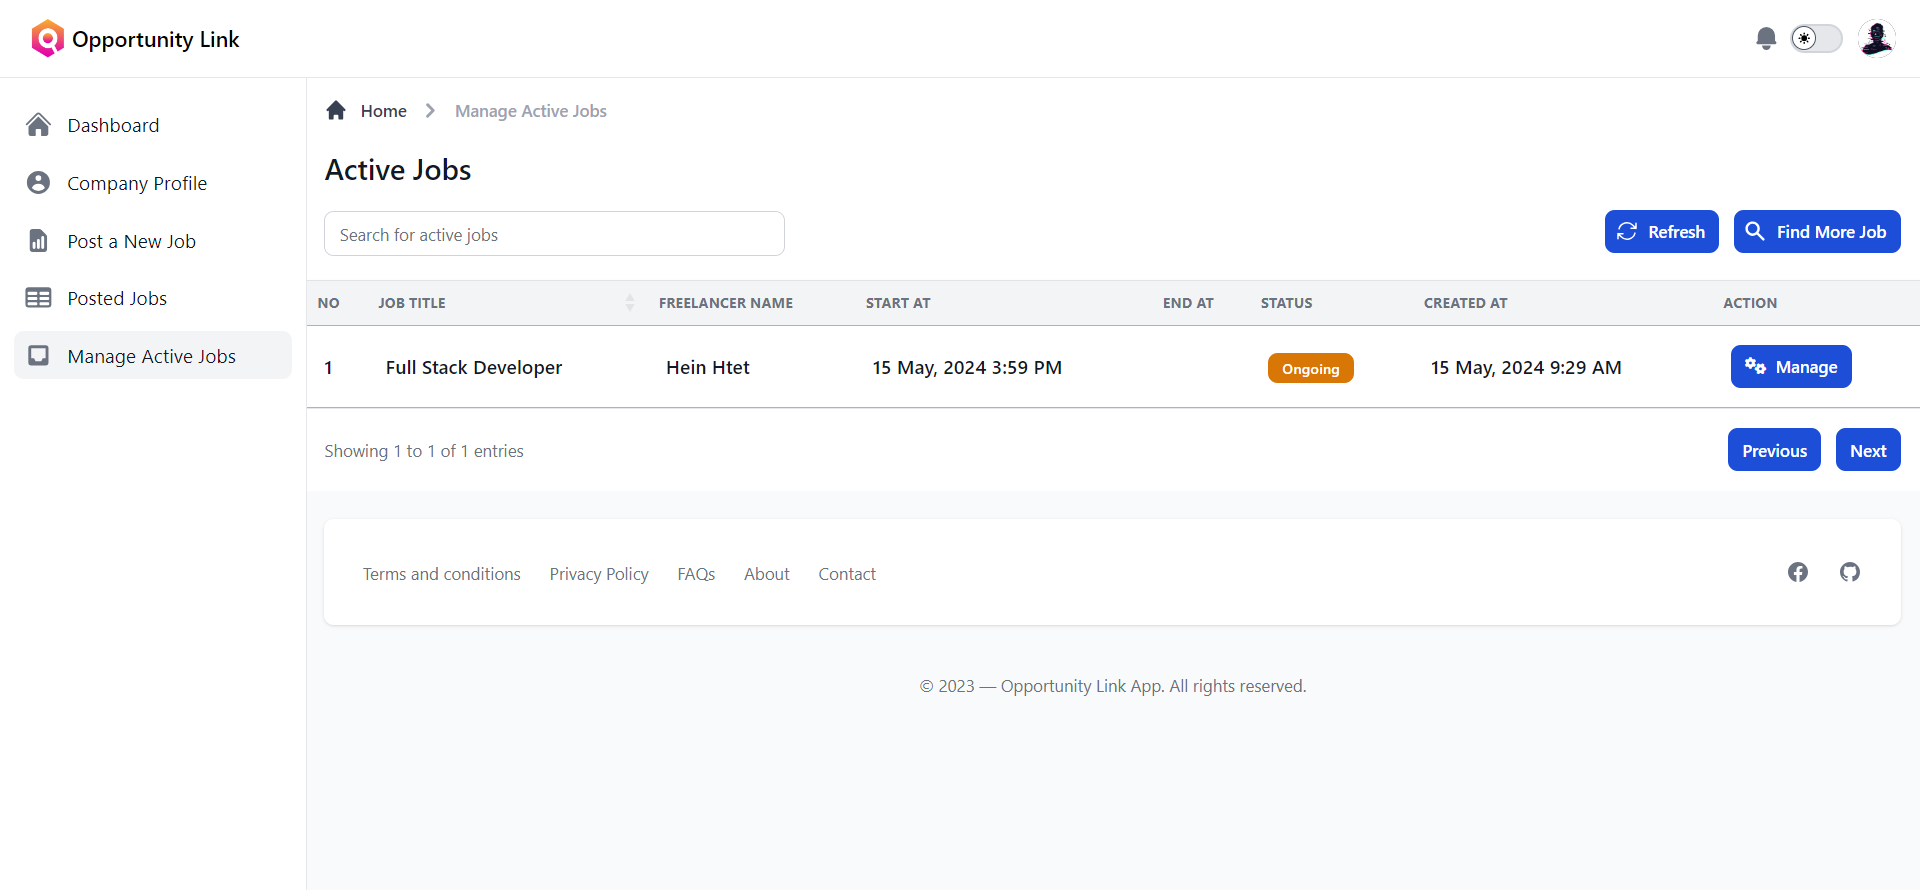 Opportunity Link
Dashboard
Company Profile
Post a New Job
Posted Jobs
Manage Active Jobs
Home Manage Active Jobs
Active Jobs
Search for active jobs
Refresh Find More Job
NO JOB TITLE FREELANCER NAME START AT END AT STATUS CREATED AT ACTION
1 Full Stack Developer Hein Htet 15 May, 2024 3:59 PM Ongoing 15 May, 2024 9:29 AM Manage
Showing 1 to 1 of 1 entries Previous Next
Terms and conditions Privacy Policy FAQs About Contact
© 2023 — Opportunity Link App. All rights reserved.